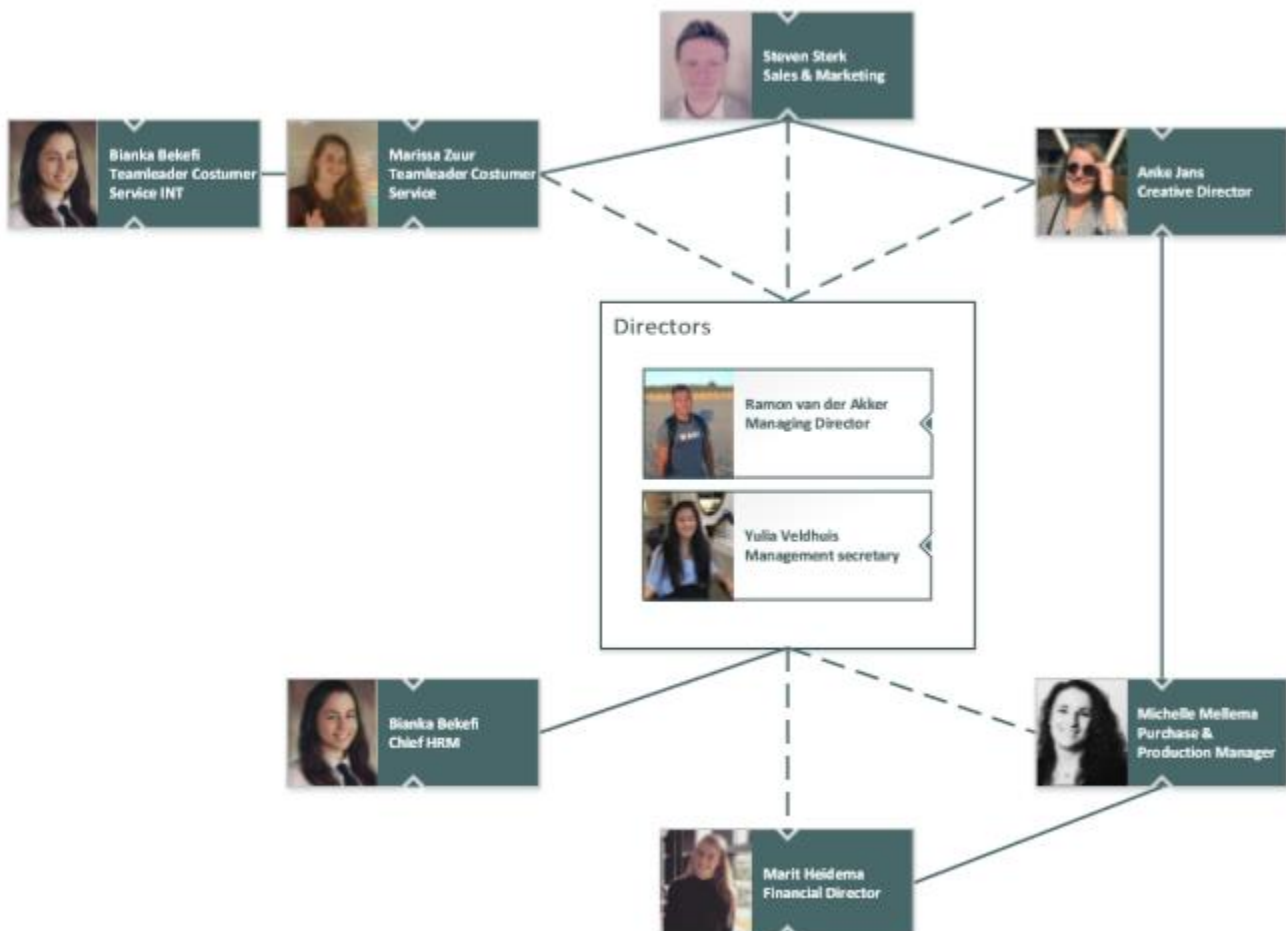 Steven Sterk
Sales & Marketing
Bianka Bekefi
Teamleader Costumer
Service INT
Marissa Zuur
Teamleader Costumer
Service
Anke Jans
Creative Director
Directors
Ramon van der Akker
Managing Director
Yulia Veldhuis
Management secretary
Bianka Bekefi
Chief HRM
Michelle Mellema
Purchase &
Production Manager
Marit Heidema
Financial Director